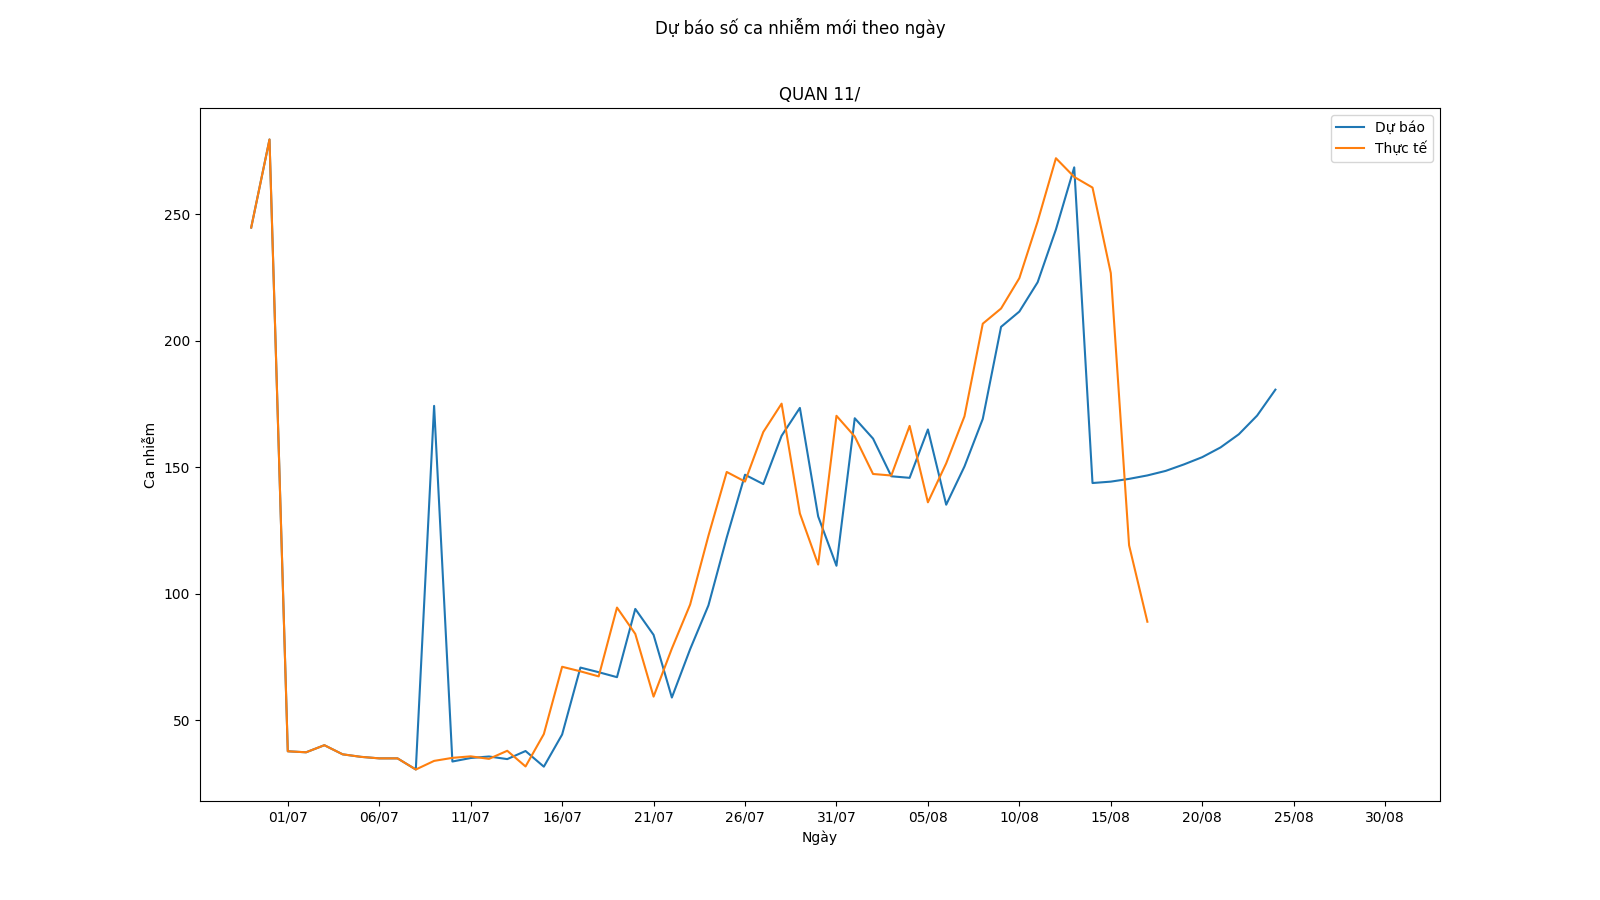 Dự báo số ca nhiễm mới theo ngày
QUAN 11/
Dự báo
Thực tế
250
200
150
100
50
Ca nhiễm
01/07 06/07 11/07 16/07 21/07 26/07 31/07 05/08 10/08 15/08 20/08 25/08 30/08
Ngày